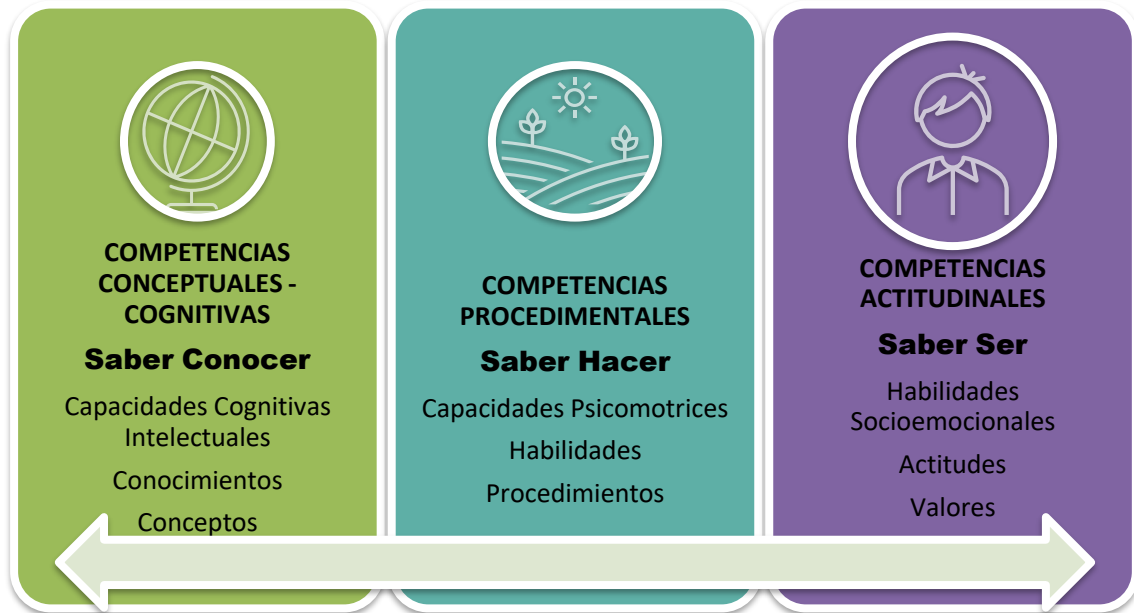 COMPETENCIAS
CONCEPTUALES -
COGNITIVAS
Saber Conocer
Capacidades Cognitivas
Intelectuales
Conocimientos
Conceptos
COMPETENCIAS
PROCEDIMENTALES
Saber Hacer
Capacidades Psicomotrices
Habilidades
Procedimientos
COMPETENCIAS
ACTITUDINALES
Saber Ser
Habilidades
Socioemocionales
Actitudes
Valores